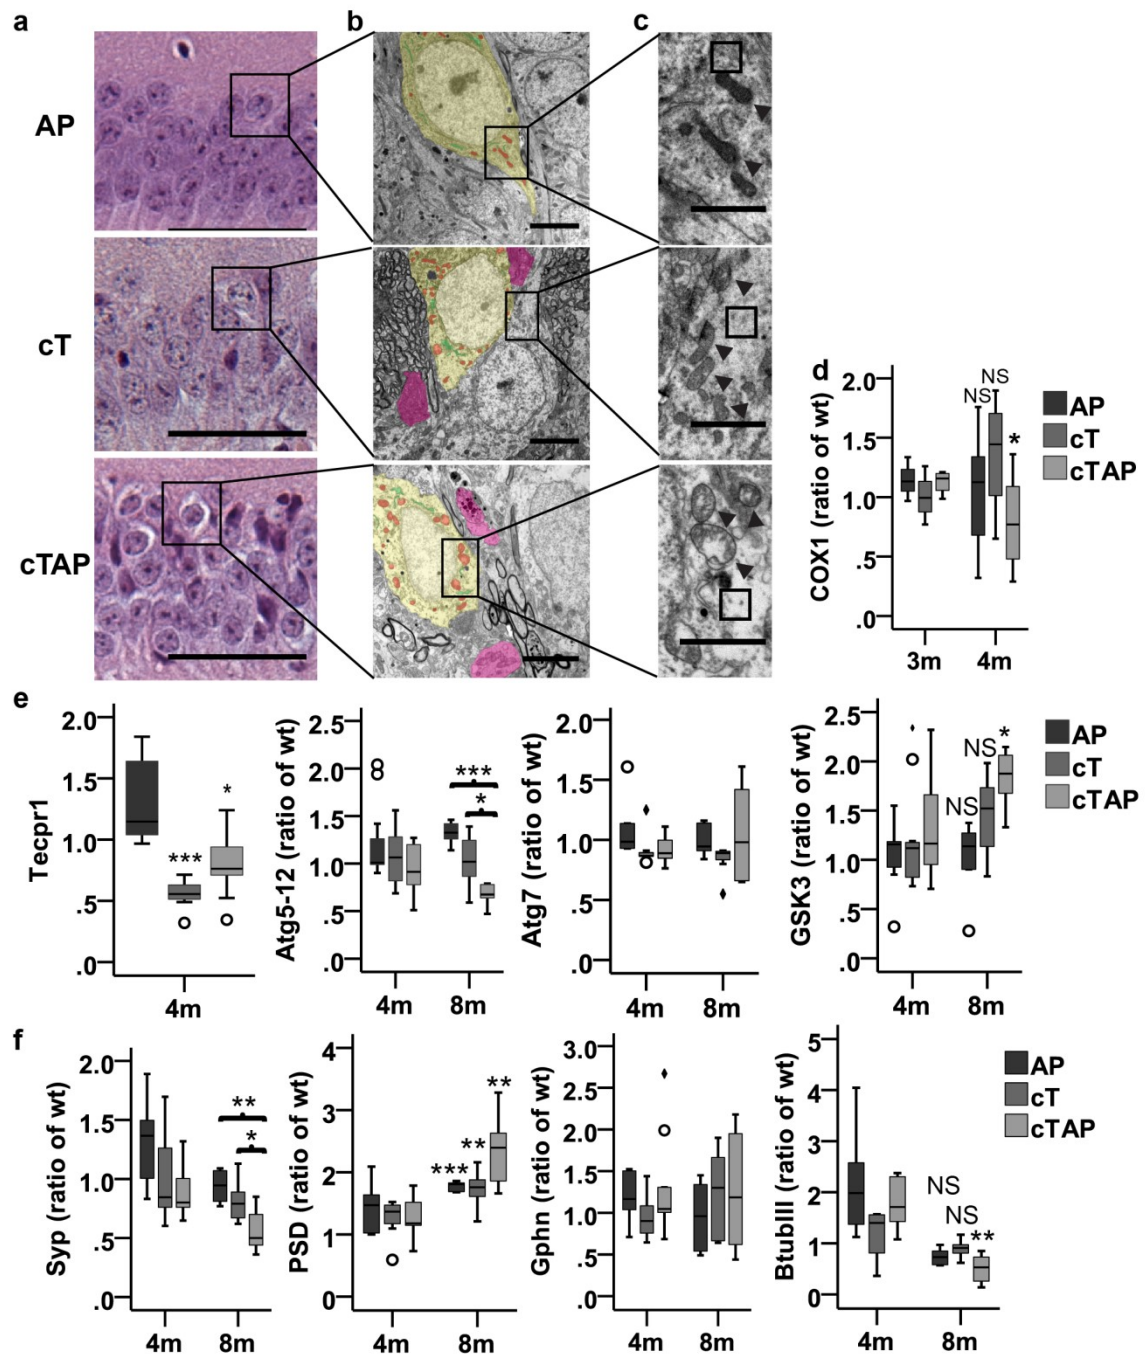 a b c
AP
cT
cTAP
d
COX1 (ratio of wt)
2.0
1.5
1.0
.5
.0
NS NS *
3m 4m
AP
cT
cTAP
e
Tecpr1
2.0
1.5
1.0
.5
.0
*** *
4m
Atg5-12 (ratio of wt)
2.5
2.0
1.5
1.0
.5
.0
***
*
4m 8m
Atg7 (ratio of wt)
2.0
1.5
1.0
.5
.0
4m 8m
GSK3 (ratio of wt)
2.5
2.0
1.5
1.0
.5
.0
NS NS *
4m 8m
AP
cT
cTAP
f
Syp (ratio of wt)
2.0
1.5
1.0
.5
.0
**
*
4m 8m
PSD (ratio of wt)
4
3
2
1
0
*** ** **
4m 8m
Gphn (ratio of wt)
3.0
2.5
2.0
1.5
1.0
.5
.0
4m 8m
BtubIII (ratio of wt)
5
4
3
2
1
0
NS NS **
4m 8m
AP
cT
cTAP